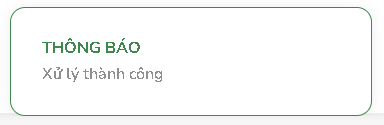 THÔNG BÁO
Xử lý thành công